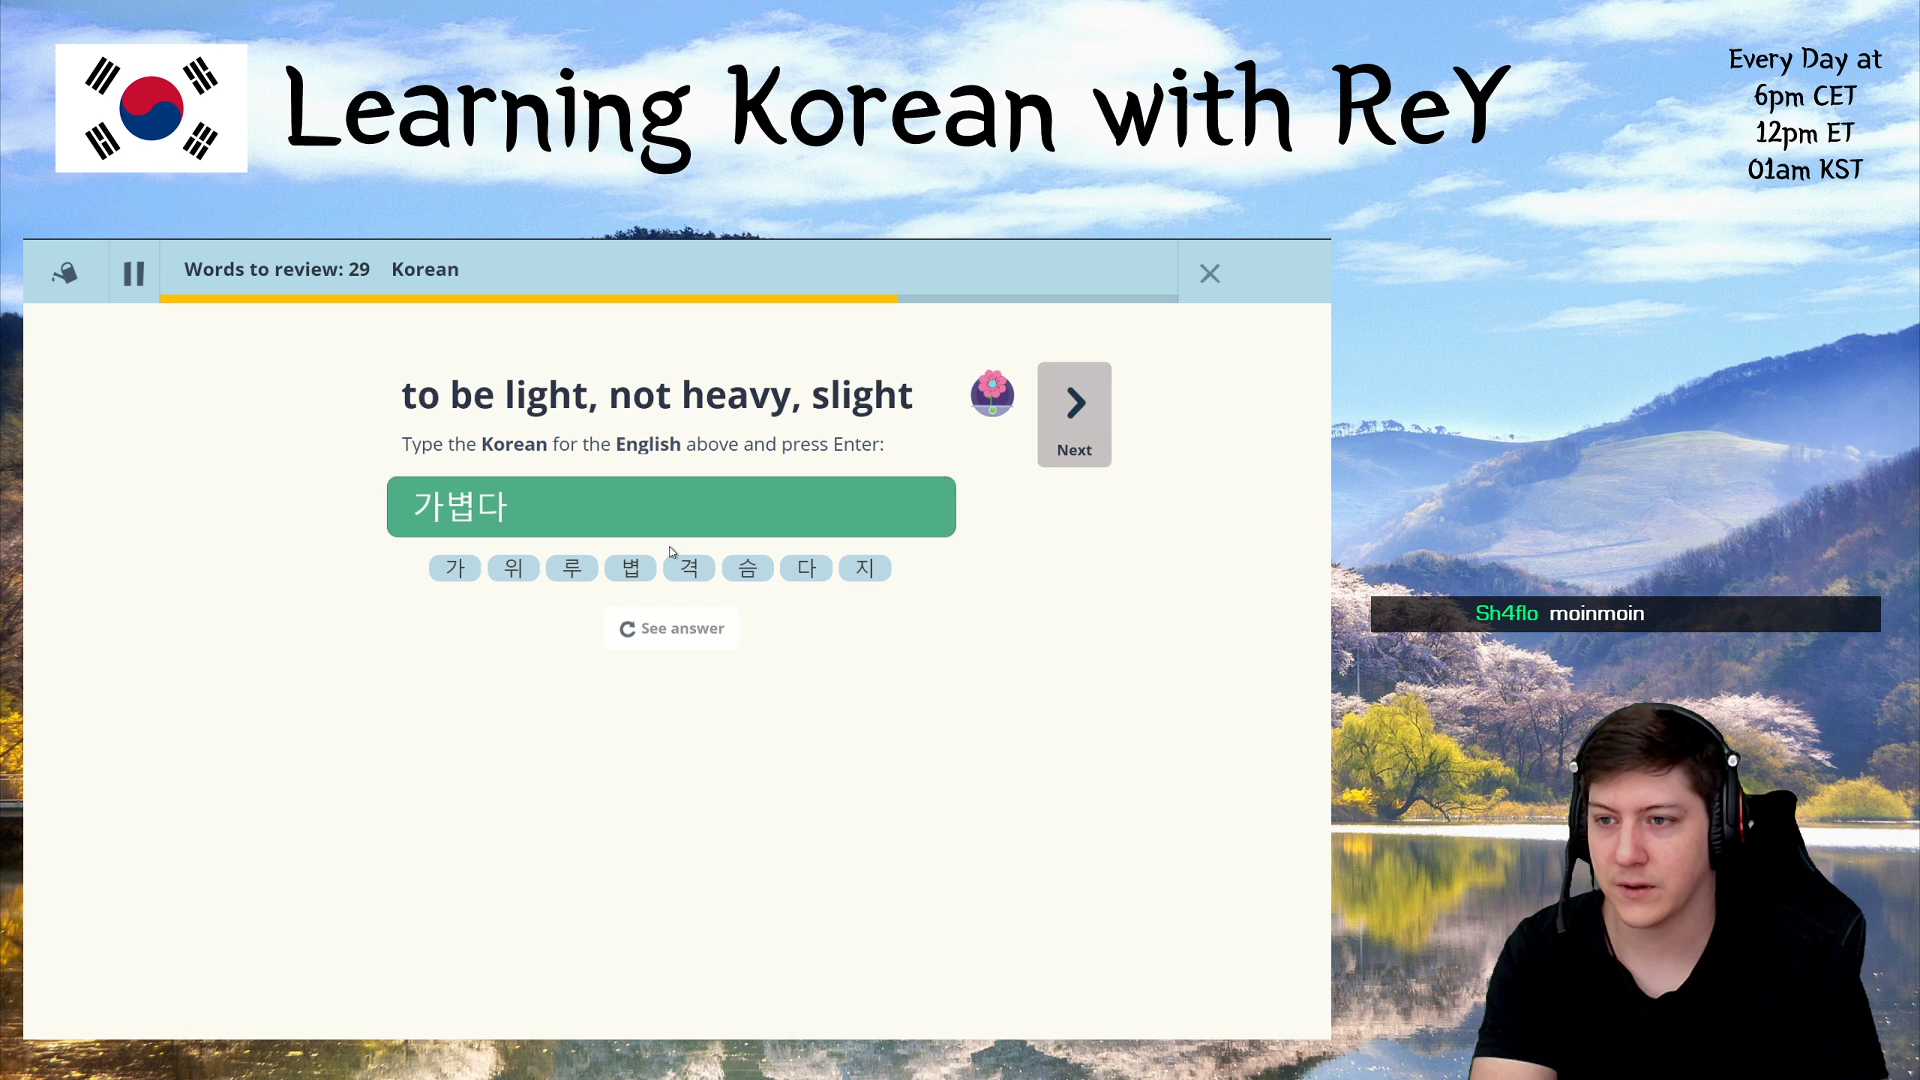 Learning Korean with ReY
Every Day at
6pm CET
12pm ET
01am KST
Words to review: 29 Korean
to be light, not heavy, slight
Type the Korean for the English above and press Enter:
Next
가볍다
가 위 루 볍 격 슴 다 지
See answer
Sh4flo moinmoin